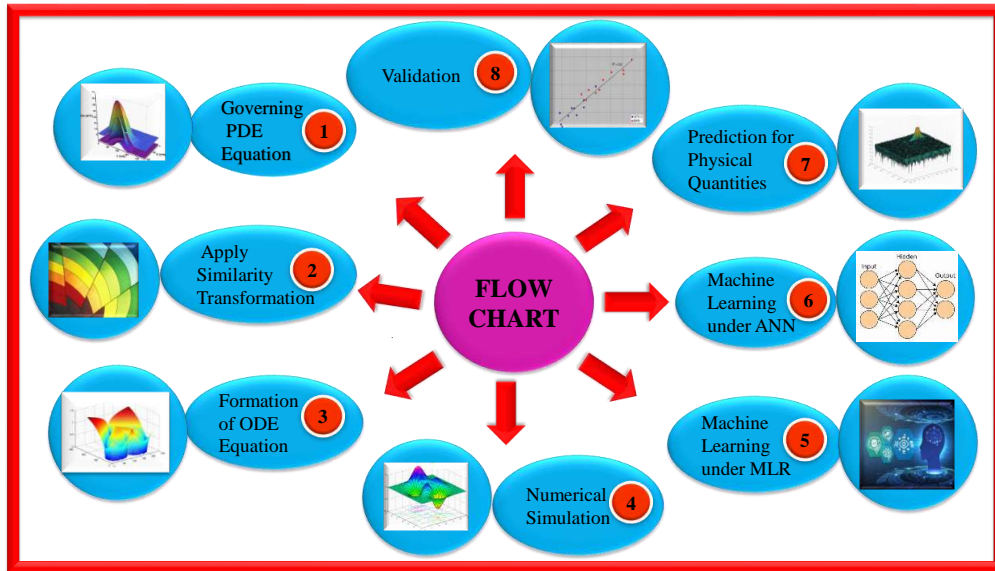 Governing
PDE
Equation
1
Apply
Similarity
Transformation
2
Formation
of ODE
Equation
3
Numerical
Simulation
4
Machine
Learning
under MLR
5
Machine
Learning
under ANN
6
Input
Hidden
Output
Prediction for
Physical
Quantities
7
Validation
8
FLOW
CHART